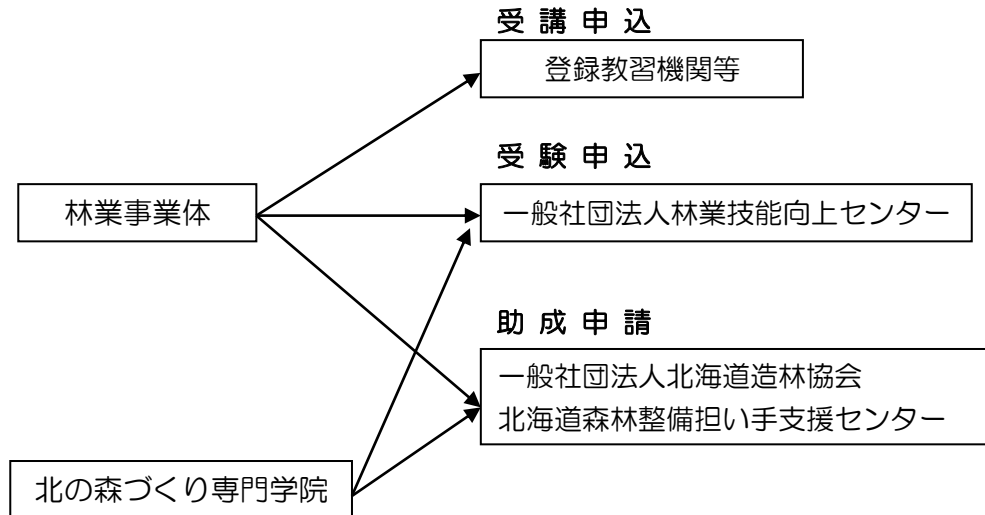 受講申込
登録教習機関等
受験申込
林業事業体
一般社団法人林業技能向上センター
助成申請
一般社団法人北海道造林協会
北海道森林整備担い手支援センター
北の森づくり専門学院